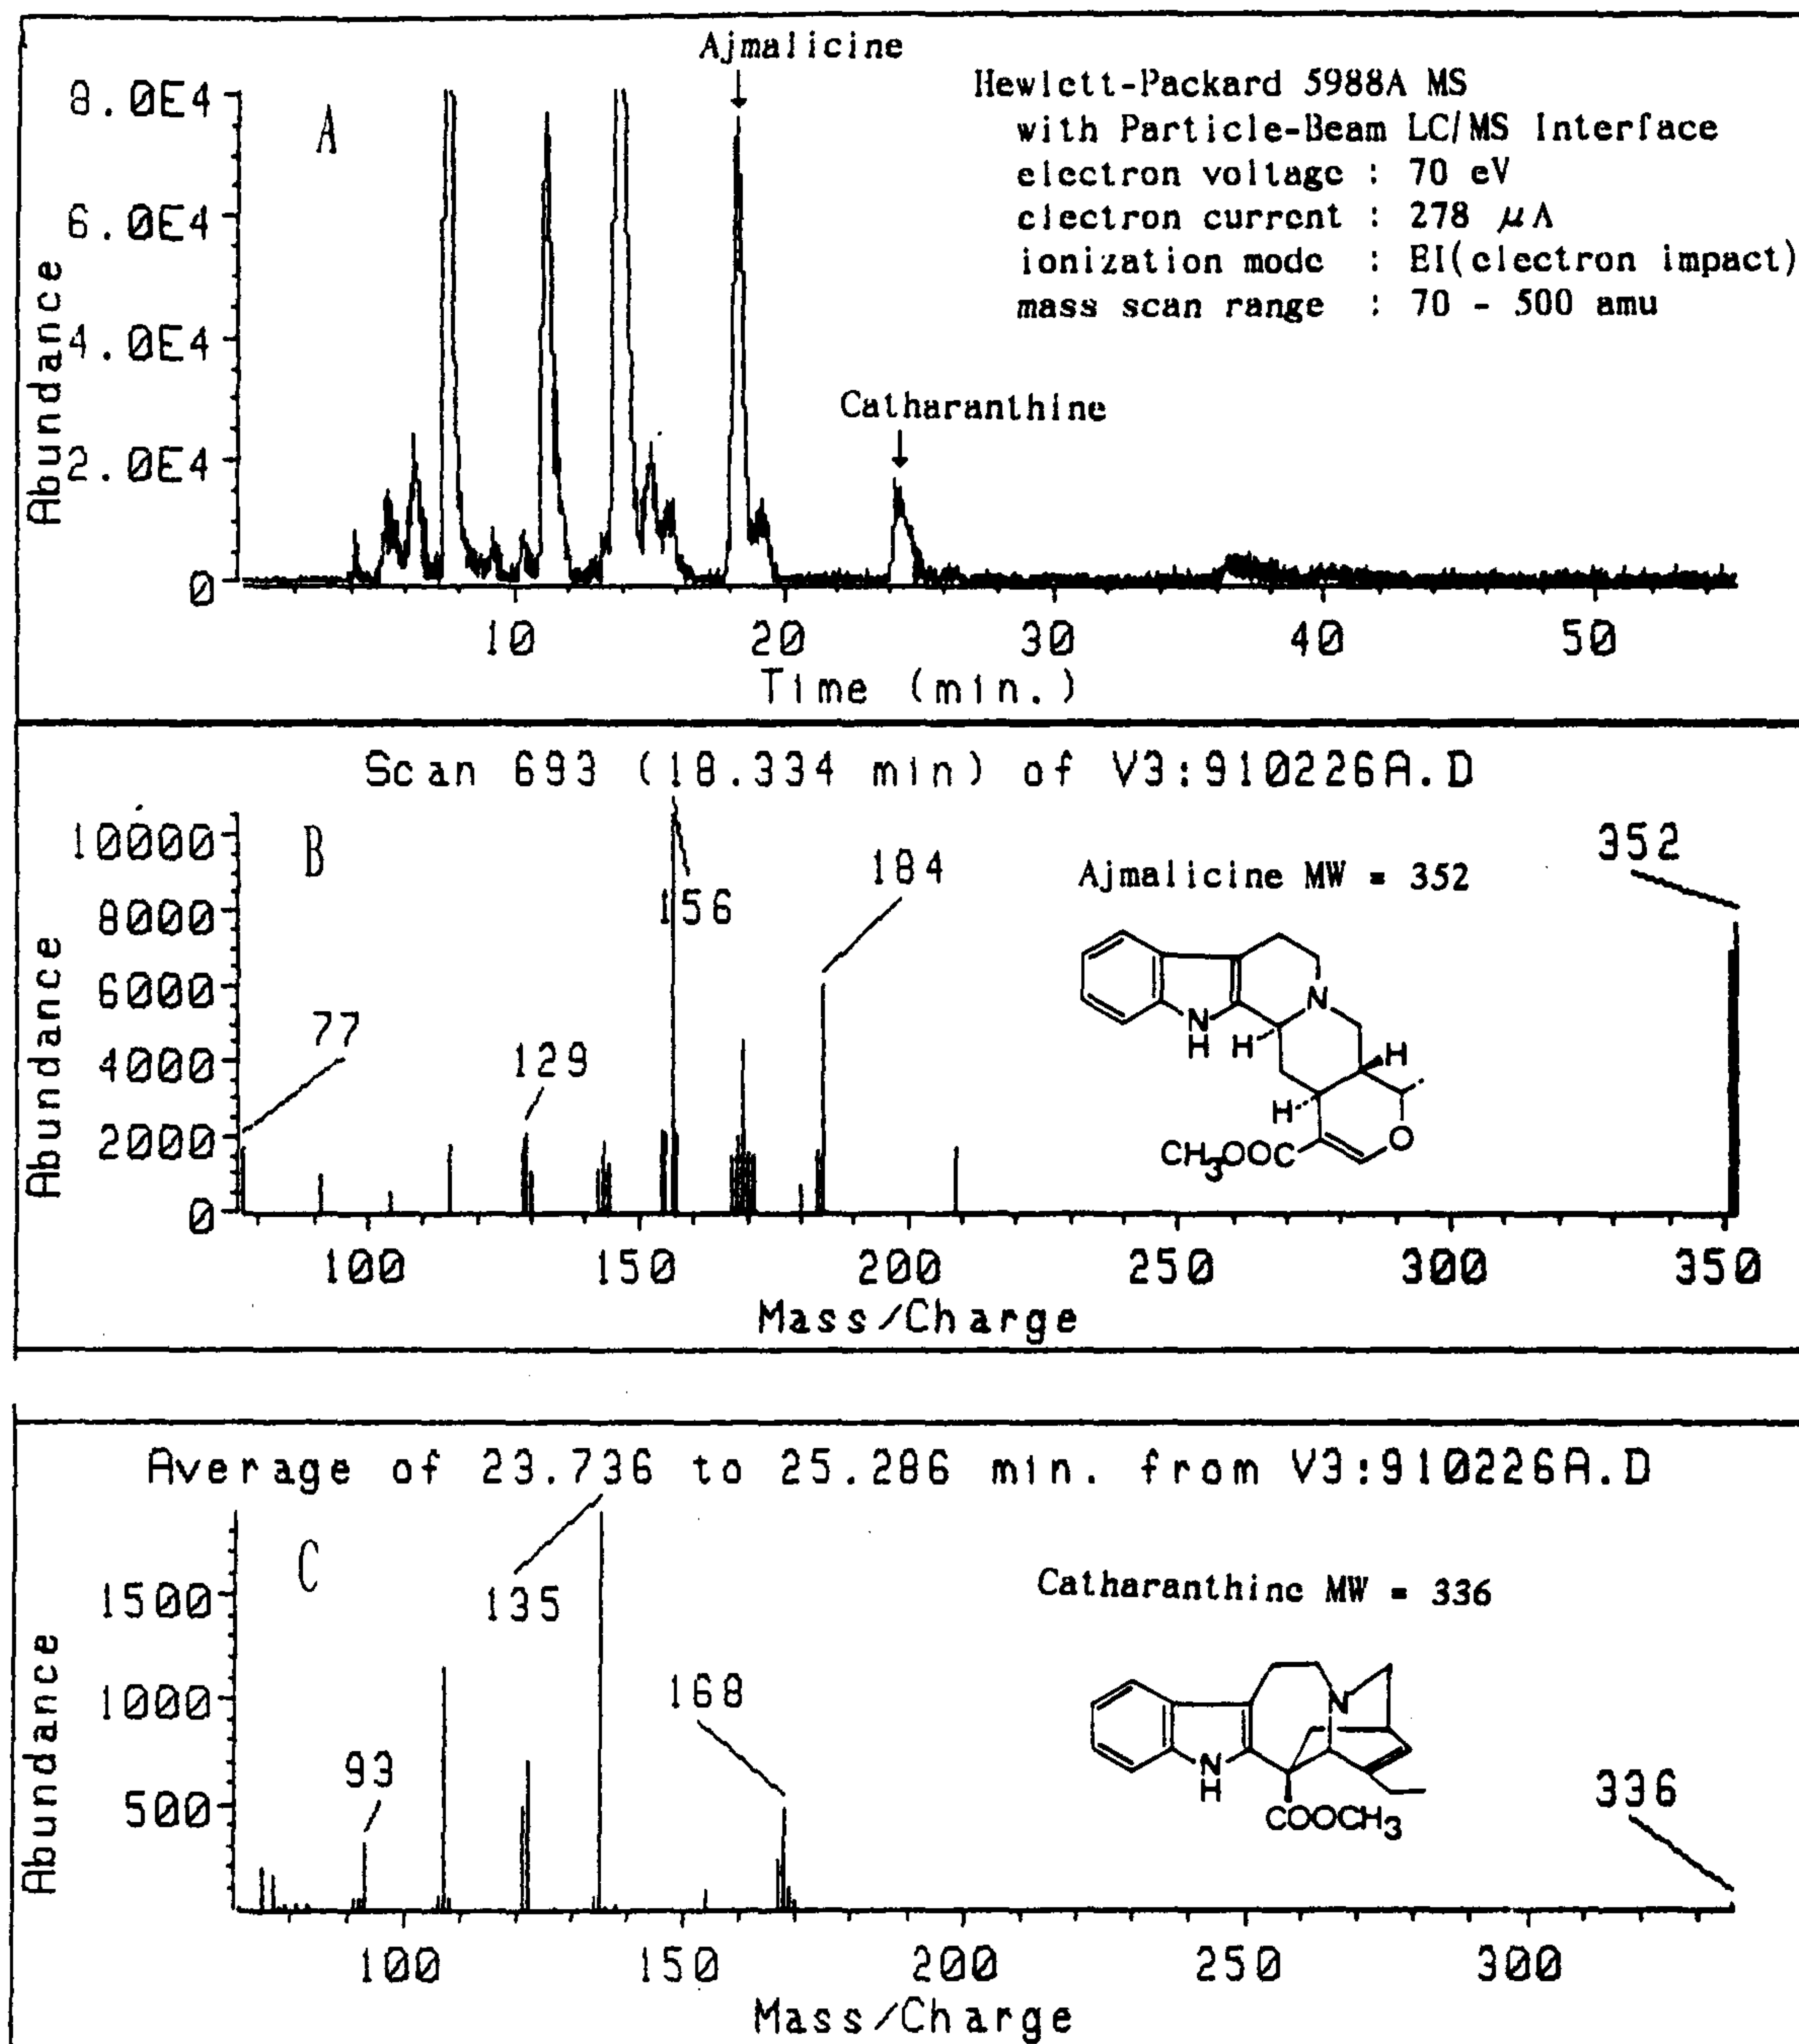 Ajmalicine
Hewlett-Packard 5988A MS
with Particle-Beam LC/MS Interface
electron voltage : 70 eV
electron current : 278 μA
ionization mode : EI(electron impact)
mass scan range : 70 - 500 amu
A
8.0E4
6.0E4
4.0E4
2.0E4
0
Abundance
Catharanthine
10 20 30 40 50
Time (min.)
Scan 693 (18.334 min) of V3:910226A.D
B
10000
8000
6000
4000
2000
0
Abundance
77
129
156
184
352
Ajmalicine MW = 352
N
N
H
H
H
H
O
CH3OOC
100 150 200 250 300 350
Mass/Charge
Average of 23.736 to 25.286 min. from V3:910226A.D
C
1500
1000
500
Abundance
93
135
168
336
Catharanthine MW = 336
N
N
H
COOCH3
100 150 200 250 300
Mass/Charge